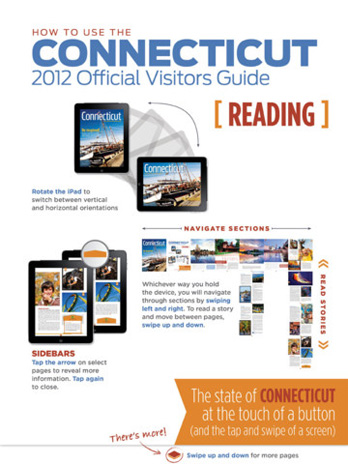 HOW TO USE THE
CONNECTICUT
2012 Official Visitors Guide
[ READING ]
Connecticut
Connecticut
Rotate the iPad to
switch between vertical
and horizontal orientations
NAVIGATE SECTIONS
Connecticut
Whichever way you hold
the device, you will navigate
through sections by swiping
left and right. To read a story
and move between pages,
swipe up and down.
READ STORIES
SIDEBARS
Tap the arrow on select
pages to reveal more
information. Tap again
to close.
The state of CONNECTICUT
at the touch of a button
(and the tap and swipe of a screen)
There's more!
Swipe up and down for more pages